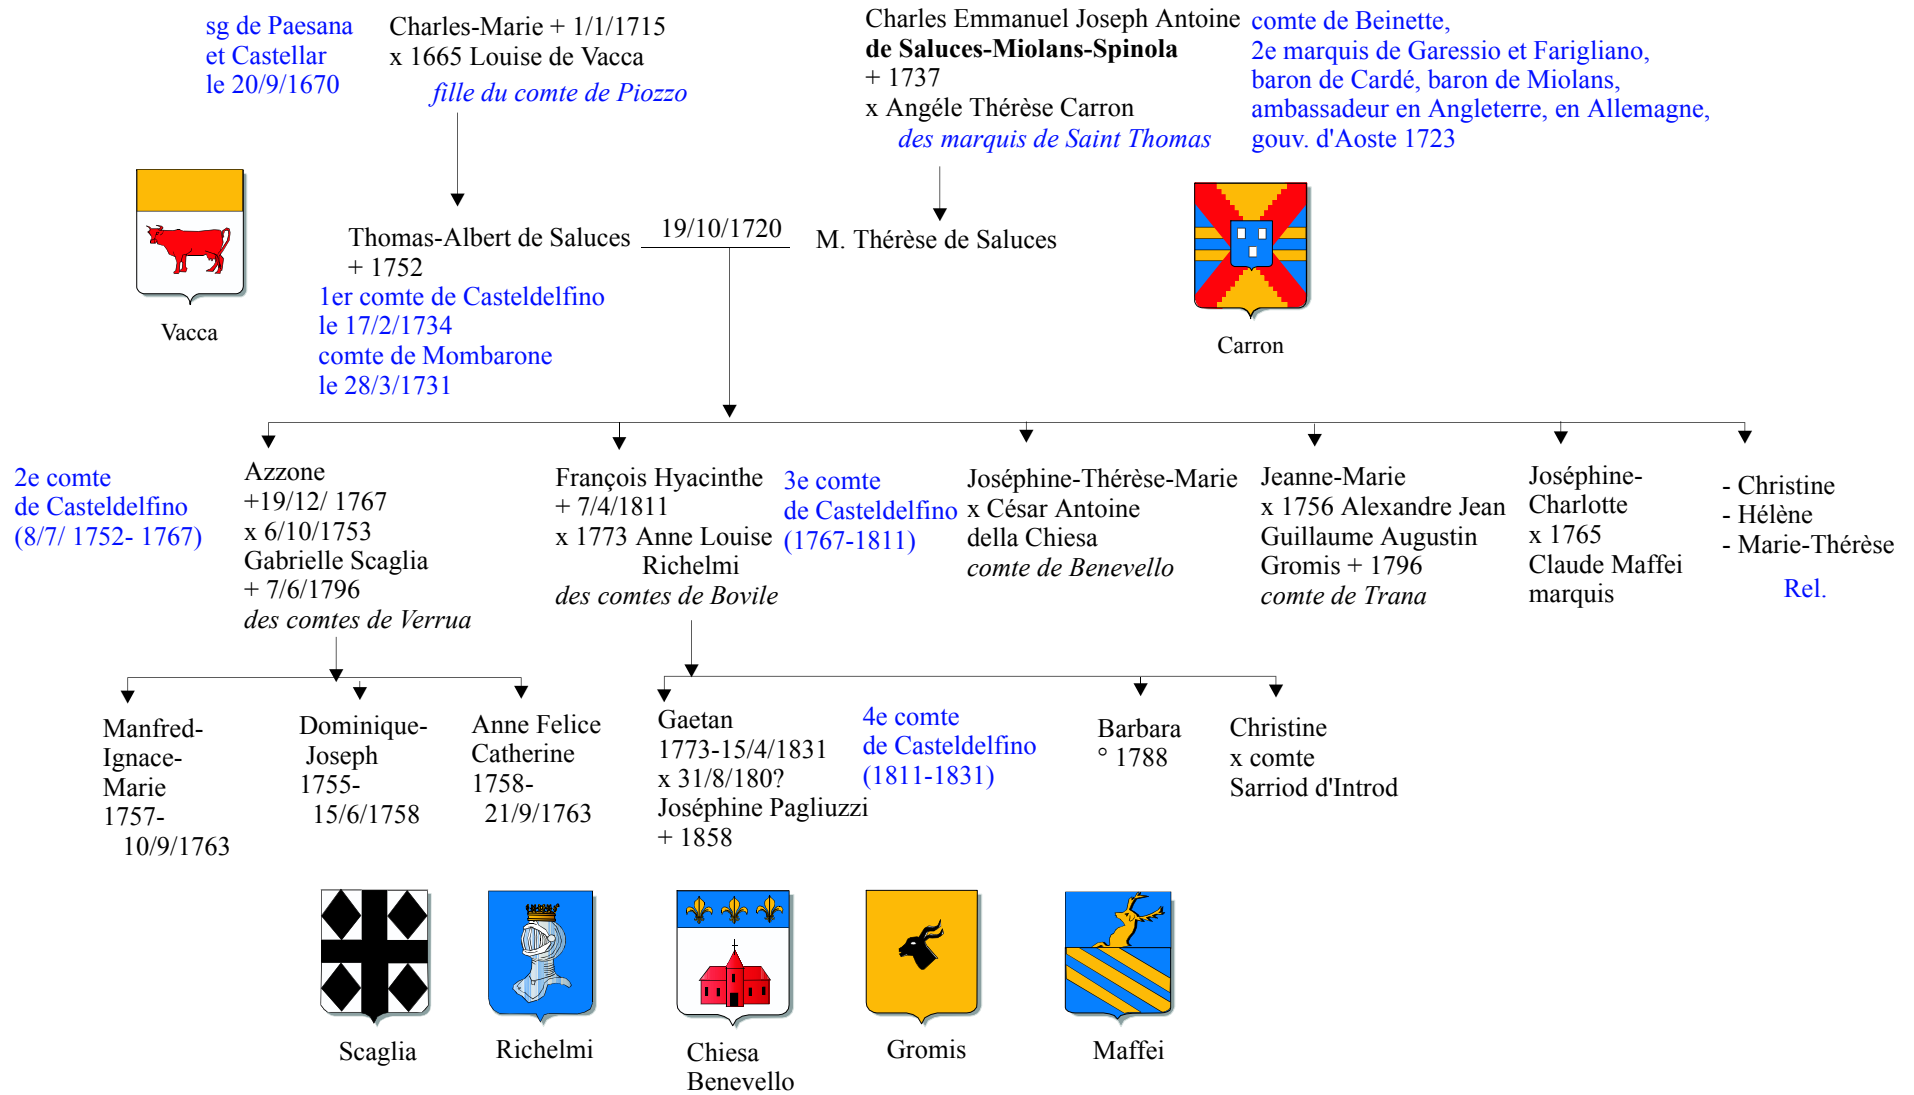 sg de Paesana
et Castellar
le 20/9/1670
Charles-Marie + 1/1/1715
x 1665 Louise de Vacca
fille du comte de Piozzo
Charles Emmanuel Joseph Antoine
de Saluces-Miolans-Spinola
+ 1737
x Angéle Thérèse Carron
des marquis de Saint Thomas
comte de Beinette,
2e marquis de Garessio et Farigliano,
baron de Cardé, baron de Miolans,
ambassadeur en Angleterre, en Allemagne,
gouv. d'Aoste 1723
Vacca
Thomas-Albert de Saluces
+ 1752
1er comte de Casteldelfino
le 17/2/1734
comte de Mombarone
le 28/3/1731
19/10/1720
M. Thérèse de Saluces
Carron
2e comte
de Casteldelfino
(8/7/ 1752- 1767)
Azzone
+19/12/ 1767
x 6/10/1753
Gabrielle Scaglia
+ 7/6/1796
des comtes de Verrua
François Hyacinthe
+ 7/4/1811
x 1773 Anne Louise
Richelmi
des comtes de Bovile
3e comte
de Casteldelfino
(1767-1811)
Joséphine-Thérèse-Marie
x César Antoine
della Chiesa
comte de Benevello
Jeanne-Marie
x 1756 Alexandre Jean
Guillaume Augustin
Gromis + 1796
comte de Trana
Joséphine-
Charlotte
x 1765
Claude Maffei
marquis
- Christine
- Hélène
- Marie-Thérèse
Rel.
Manfred-
Ignace-
Marie
1757-
10/9/1763
Dominique-
Joseph
1755-
15/6/1758
Anne Felice
Catherine
1758-
21/9/1763
Gaetan
1773-15/4/1831
x 31/8/180?
Joséphine Pagliuzzi
+ 1858
4e comte
de Casteldelfino
(1811-1831)
Barbara
° 1788
Christine
x comte
Sarriod d'Introd
Scaglia
Richelmi
Chiesa
Benevello
Gromis
Maffei